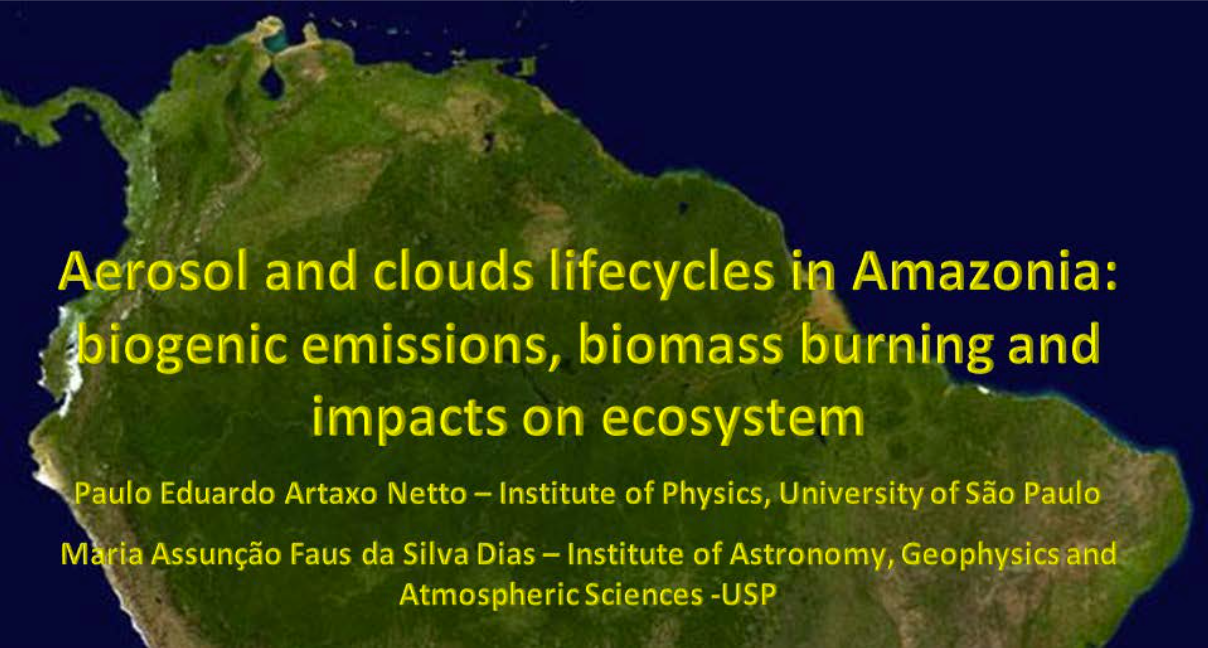 Aerosol and clouds lifecycles in Amazonia:
biogenic emissions, biomass burning and
impacts on ecosystem
Paulo Eduardo Artaxo Netto – Institute of Physics, University of São Paulo
Maria Assunção Faus da Silva Dias – Institute of Astronomy, Geophysics and
Atmospheric Sciences -USP